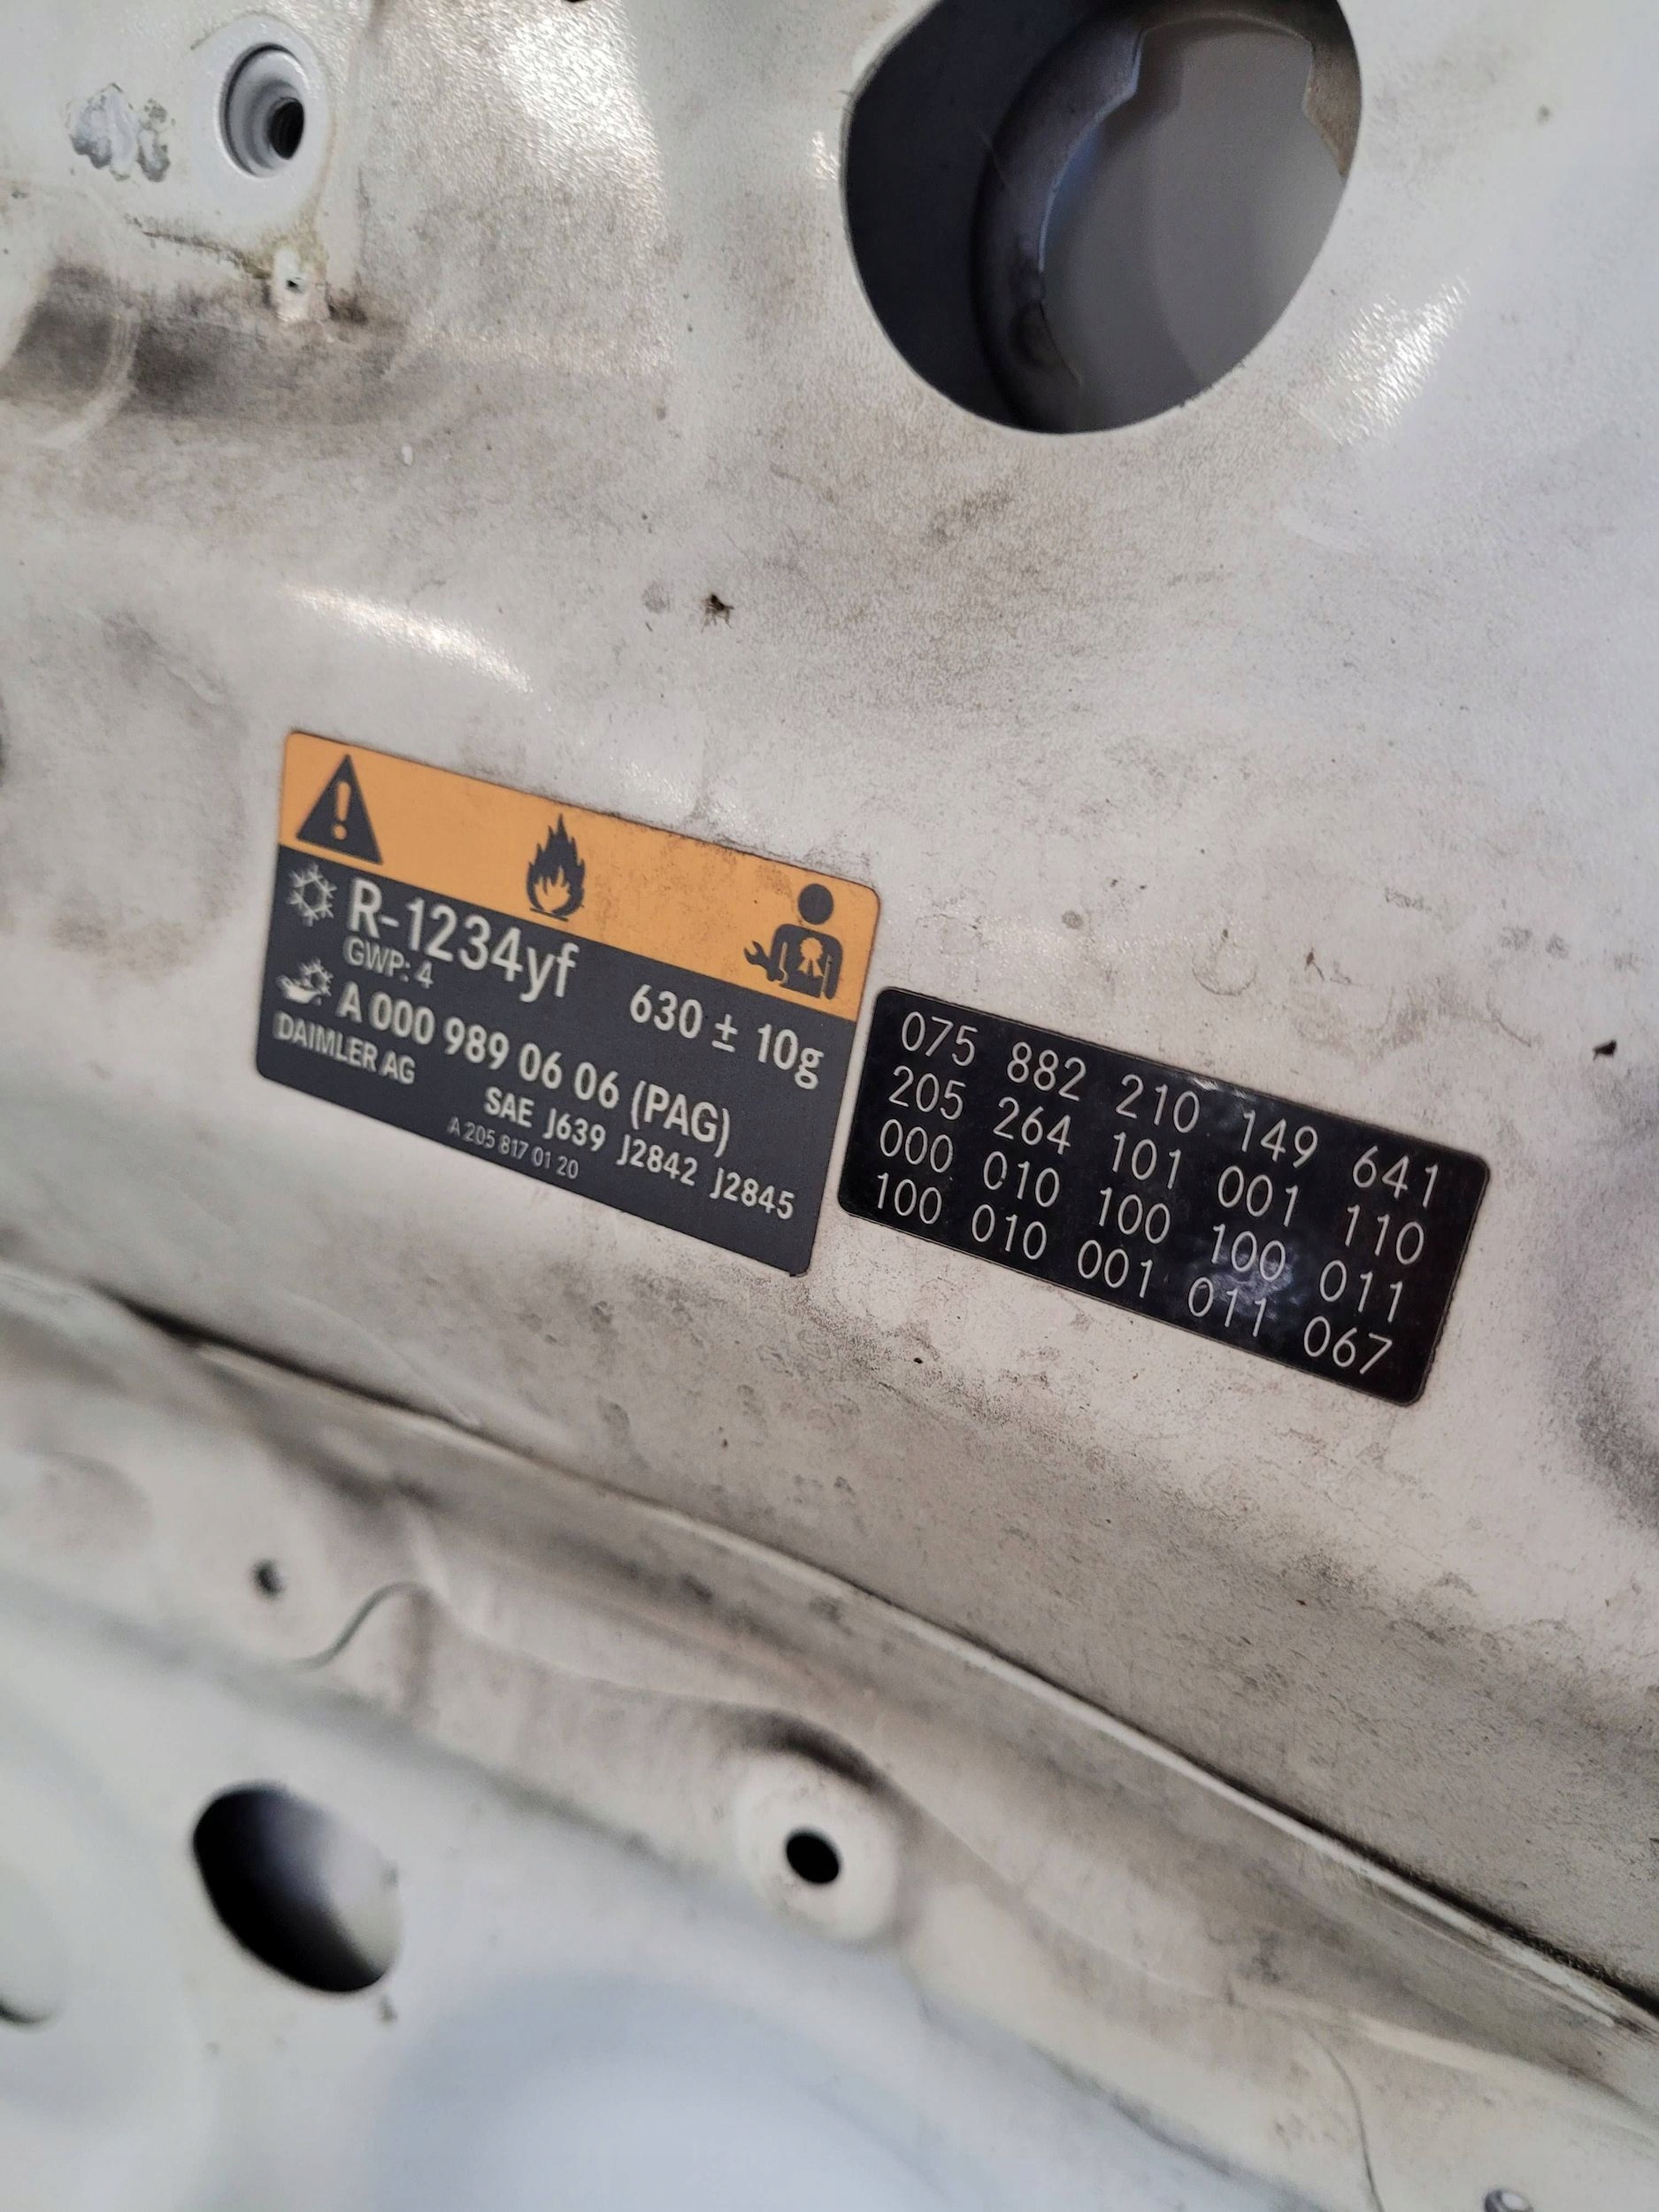 R-1234yf
GWP: 4
630 ± 10g
A 000 989 06 06 (PAG)
DAIMLER AG
SAE J639 J2842 J2845
A 205 817 01 20
075 882 210 149 641
205 264 101 001 110
000 010 100 100 011
100 010 001 011 067